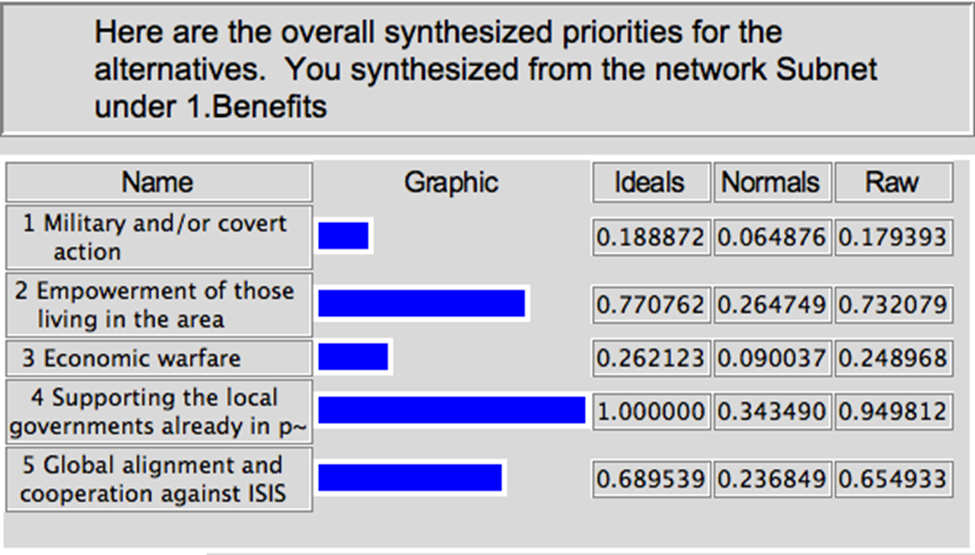 Here are the overall synthesized priorities for the
alternatives. You synthesized from the network Subnet
under 1.Benefits
Name Graphic Ideals Normals Raw
1 Military and/or covert
action
0.188872 0.064876 0.179393
2 Empowerment of those
living in the area
0.770762 0.264749 0.732079
3 Economic warfare 0.262123 0.090037 0.248968
4 Supporting the local
governments already in p~
1.000000 0.343490 0.949812
5 Global alignment and
cooperation against ISIS
0.689539 0.236849 0.654933